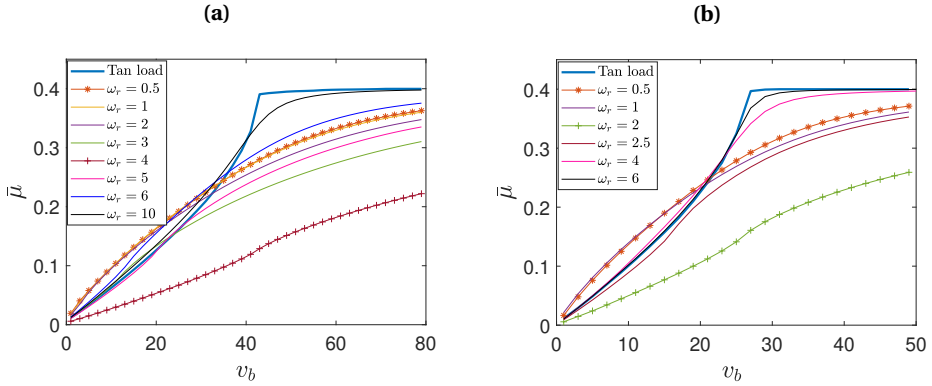 (a)
Tan load
ω_r = 0.5
ω_r = 1
ω_r = 2
ω_r = 3
ω_r = 4
ω_r = 5
ω_r = 6
ω_r = 10
0.4
0.3
0.2
0.1
0
μ̄
0 20 40 60 80
v_b
(b)
Tan load
ω_r = 0.5
ω_r = 1
ω_r = 2
ω_r = 2.5
ω_r = 4
ω_r = 6
0.4
0.3
0.2
0.1
0
μ̄
0 10 20 30 40 50
v_b